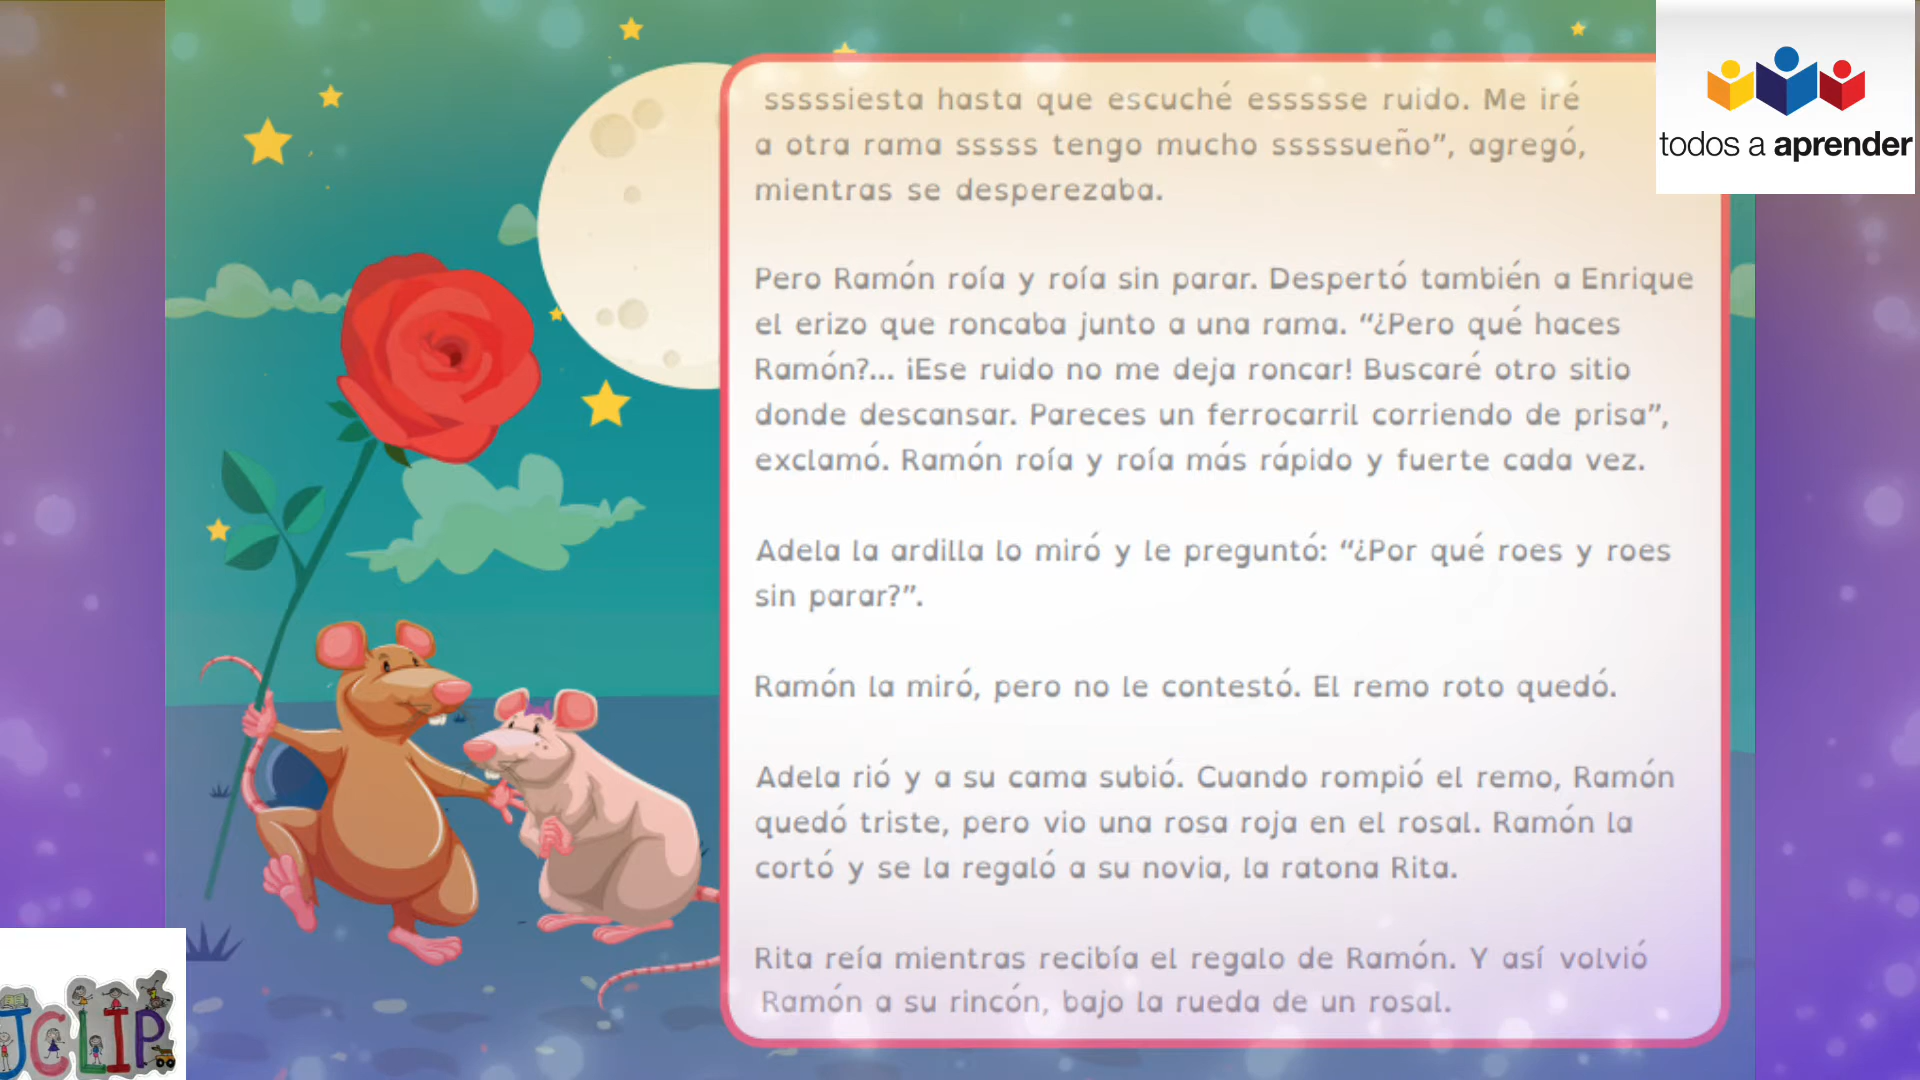 sssssiesta hasta que escuché esssse ruido. Me iré
a otra rama sssss tengo mucho sssssueño”, agregó,
mientras se desperezaba.
Pero Ramón roía y roía sin parar. Despertó también a Enrique
el erizo que roncaba junto a una rama. “¿Pero qué haces
Ramón?... ¡Ese ruido no me deja roncar! Buscaré otro sitio
donde descansar. Pareces un ferrocarril corriendo de prisa”,
exclamó. Ramón roía y roía más rápido y fuerte cada vez.
Adela la ardilla lo miró y le preguntó: “¿Por qué roes y roes
sin parar?”.
Ramón la miró, pero no le contestó. El remo roto quedó.
Adela rió y a su cama subió. Cuando rompió el remo, Ramón
quedó triste, pero vio una rosa roja en el rosal. Ramón la
cortó y se la regaló a su novia, la ratona Rita.
Rita reía mientras recibía el regalo de Ramón. Y así volvió
Ramón a su rincón, bajo la rueda de un rosal.
todos a aprender
JCLIP